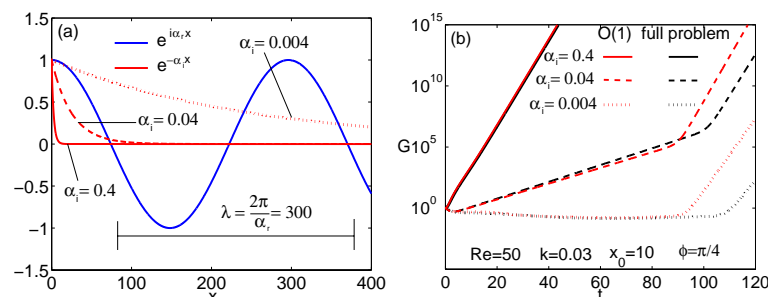 (a)
e^{iα_r x}
e^{-α_i x}
α_i = 0.004
α_i = 0.04
α_i = 0.4
λ = 2π/α_r = 300
1.5
1
0.5
0
−0.5
−1
−1.5
0 100 200 300 400
x
(b)
O(1) full problem
α_i = 0.4
α_i = 0.04
α_i = 0.004
10^15
10^10
10^5
10^0
G
Re=50 k=0.03 x_0=10 ϕ=π/4
0 20 40 60 80 100 120
t